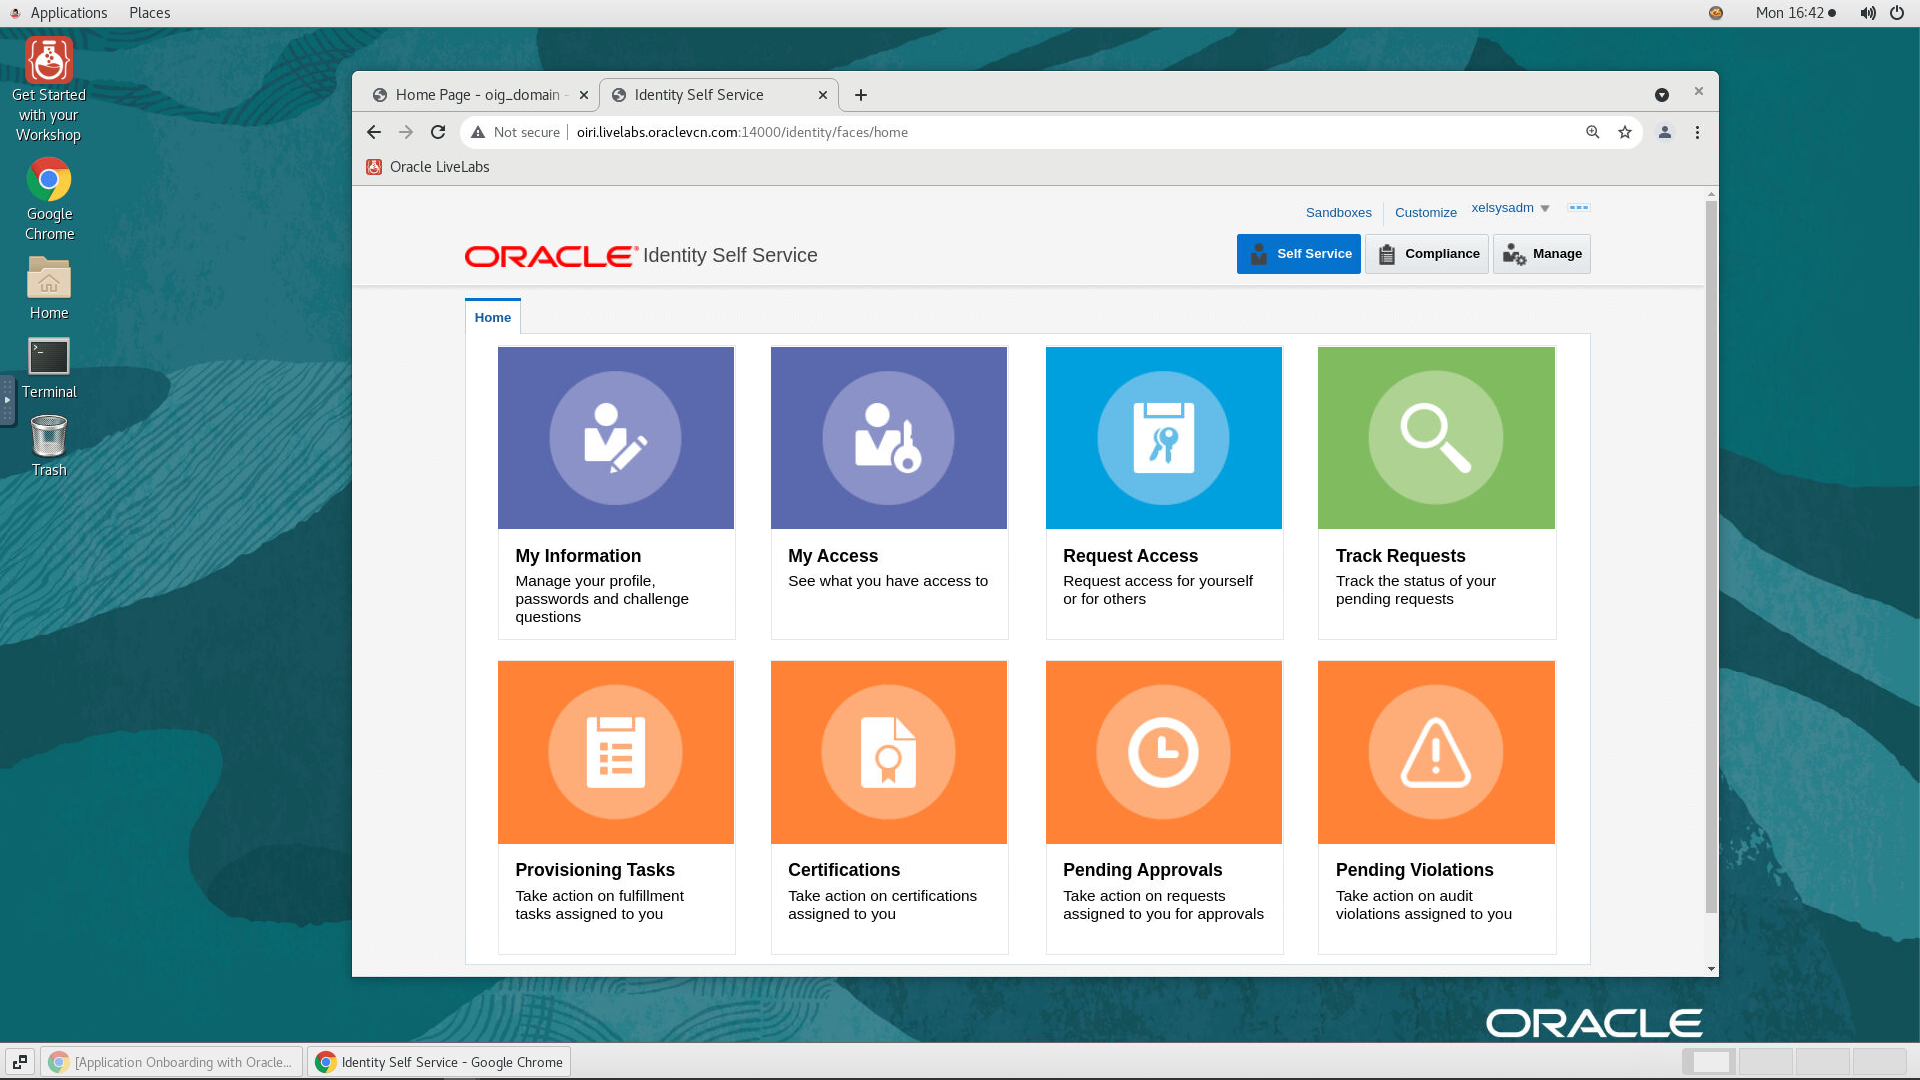 Applications Places Mon 16:42
Get Started
with your
Workshop
Google
Chrome
Home
Terminal
Trash
Home Page - oig_domain -
Identity Self Service
Not secure oiri.livelabs.oraclevcn.com:14000/identity/faces/home
Oracle LiveLabs
Sandboxes Customize xelsysadm
ORACLE Identity Self Service
Self Service Compliance Manage
Home
My Information
Manage your profile,
passwords and challenge
questions
My Access
See what you have access to
Request Access
Request access for yourself
or for others
Track Requests
Track the status of your
pending requests
Provisioning Tasks
Take action on fulfillment
tasks assigned to you
Certifications
Take action on certifications
assigned to you
Pending Approvals
Take action on requests
assigned to you for approvals
Pending Violations
Take action on audit
violations assigned to you
ORACLE
[Application Onboarding with Oracle...
Identity Self Service - Google Chrome